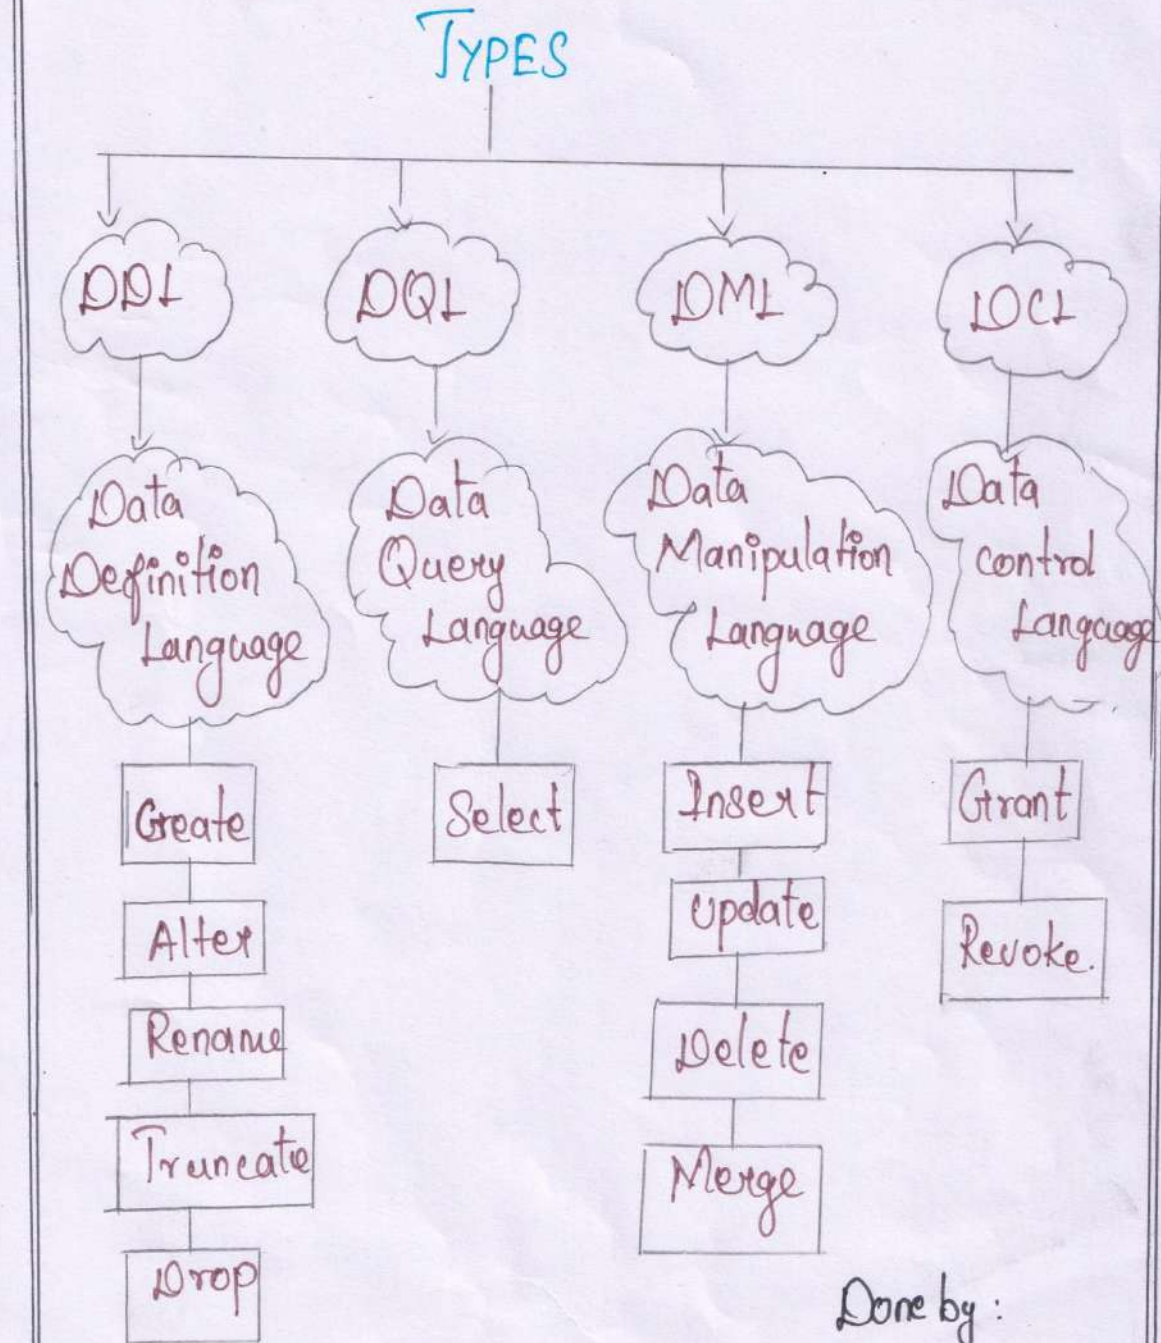 TYPES
DDL
DQL
DML
DCL
Data
Definition
Language
Data
Query
Language
Data
Manipulation
Language
Data
control
Language
Create
Alter
Rename
Truncate
Drop
Select
Insert
Update
Delete
Merge
Grant
Revoke.
Done by :